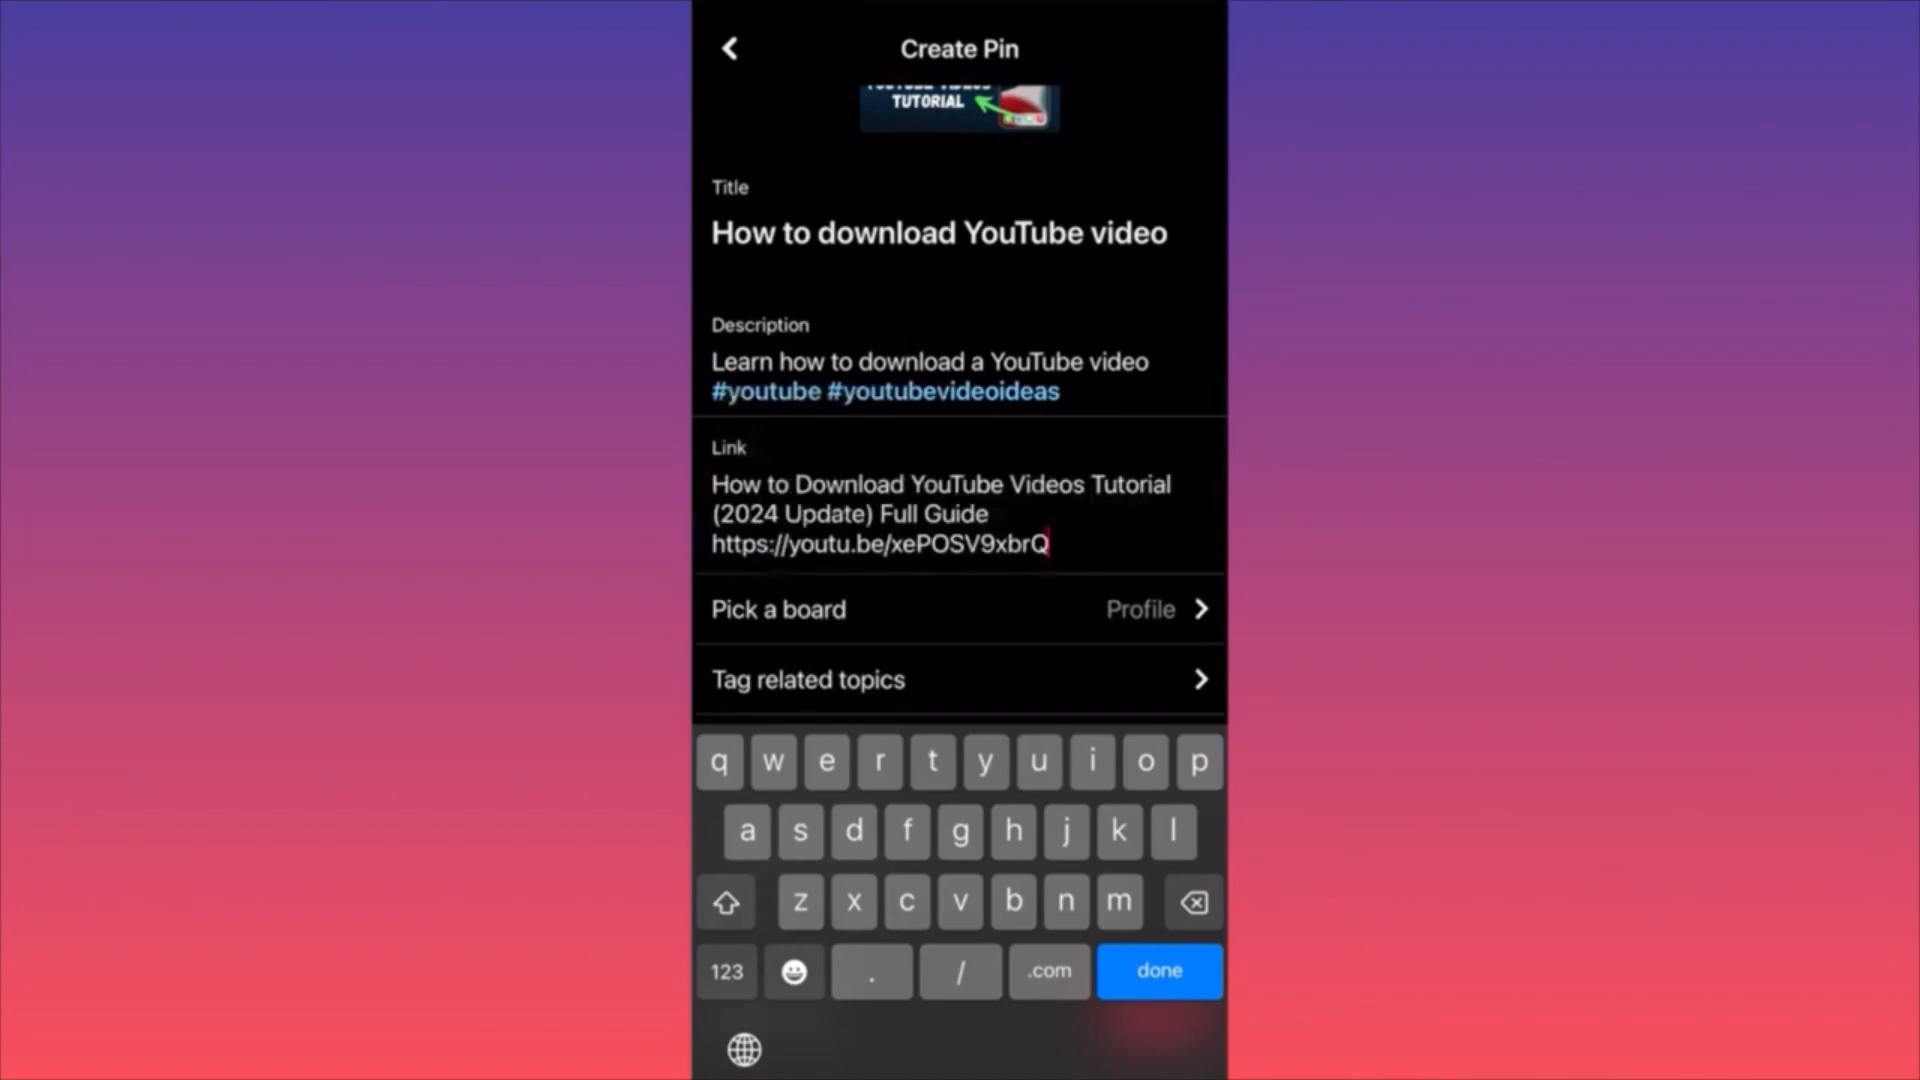 Create Pin
TUTORIAL
Title
How to download YouTube video
Description
Learn how to download a YouTube video
#youtube #youtubevideoideas
Link
How to Download YouTube Videos Tutorial
(2024 Update) Full Guide
https://youtu.be/xePOSV9xbrQ
Pick a board Profile
Tag related topics
q w e r t y u i o p
a s d f g h j k l
z x c v b n m
123 . / .com done